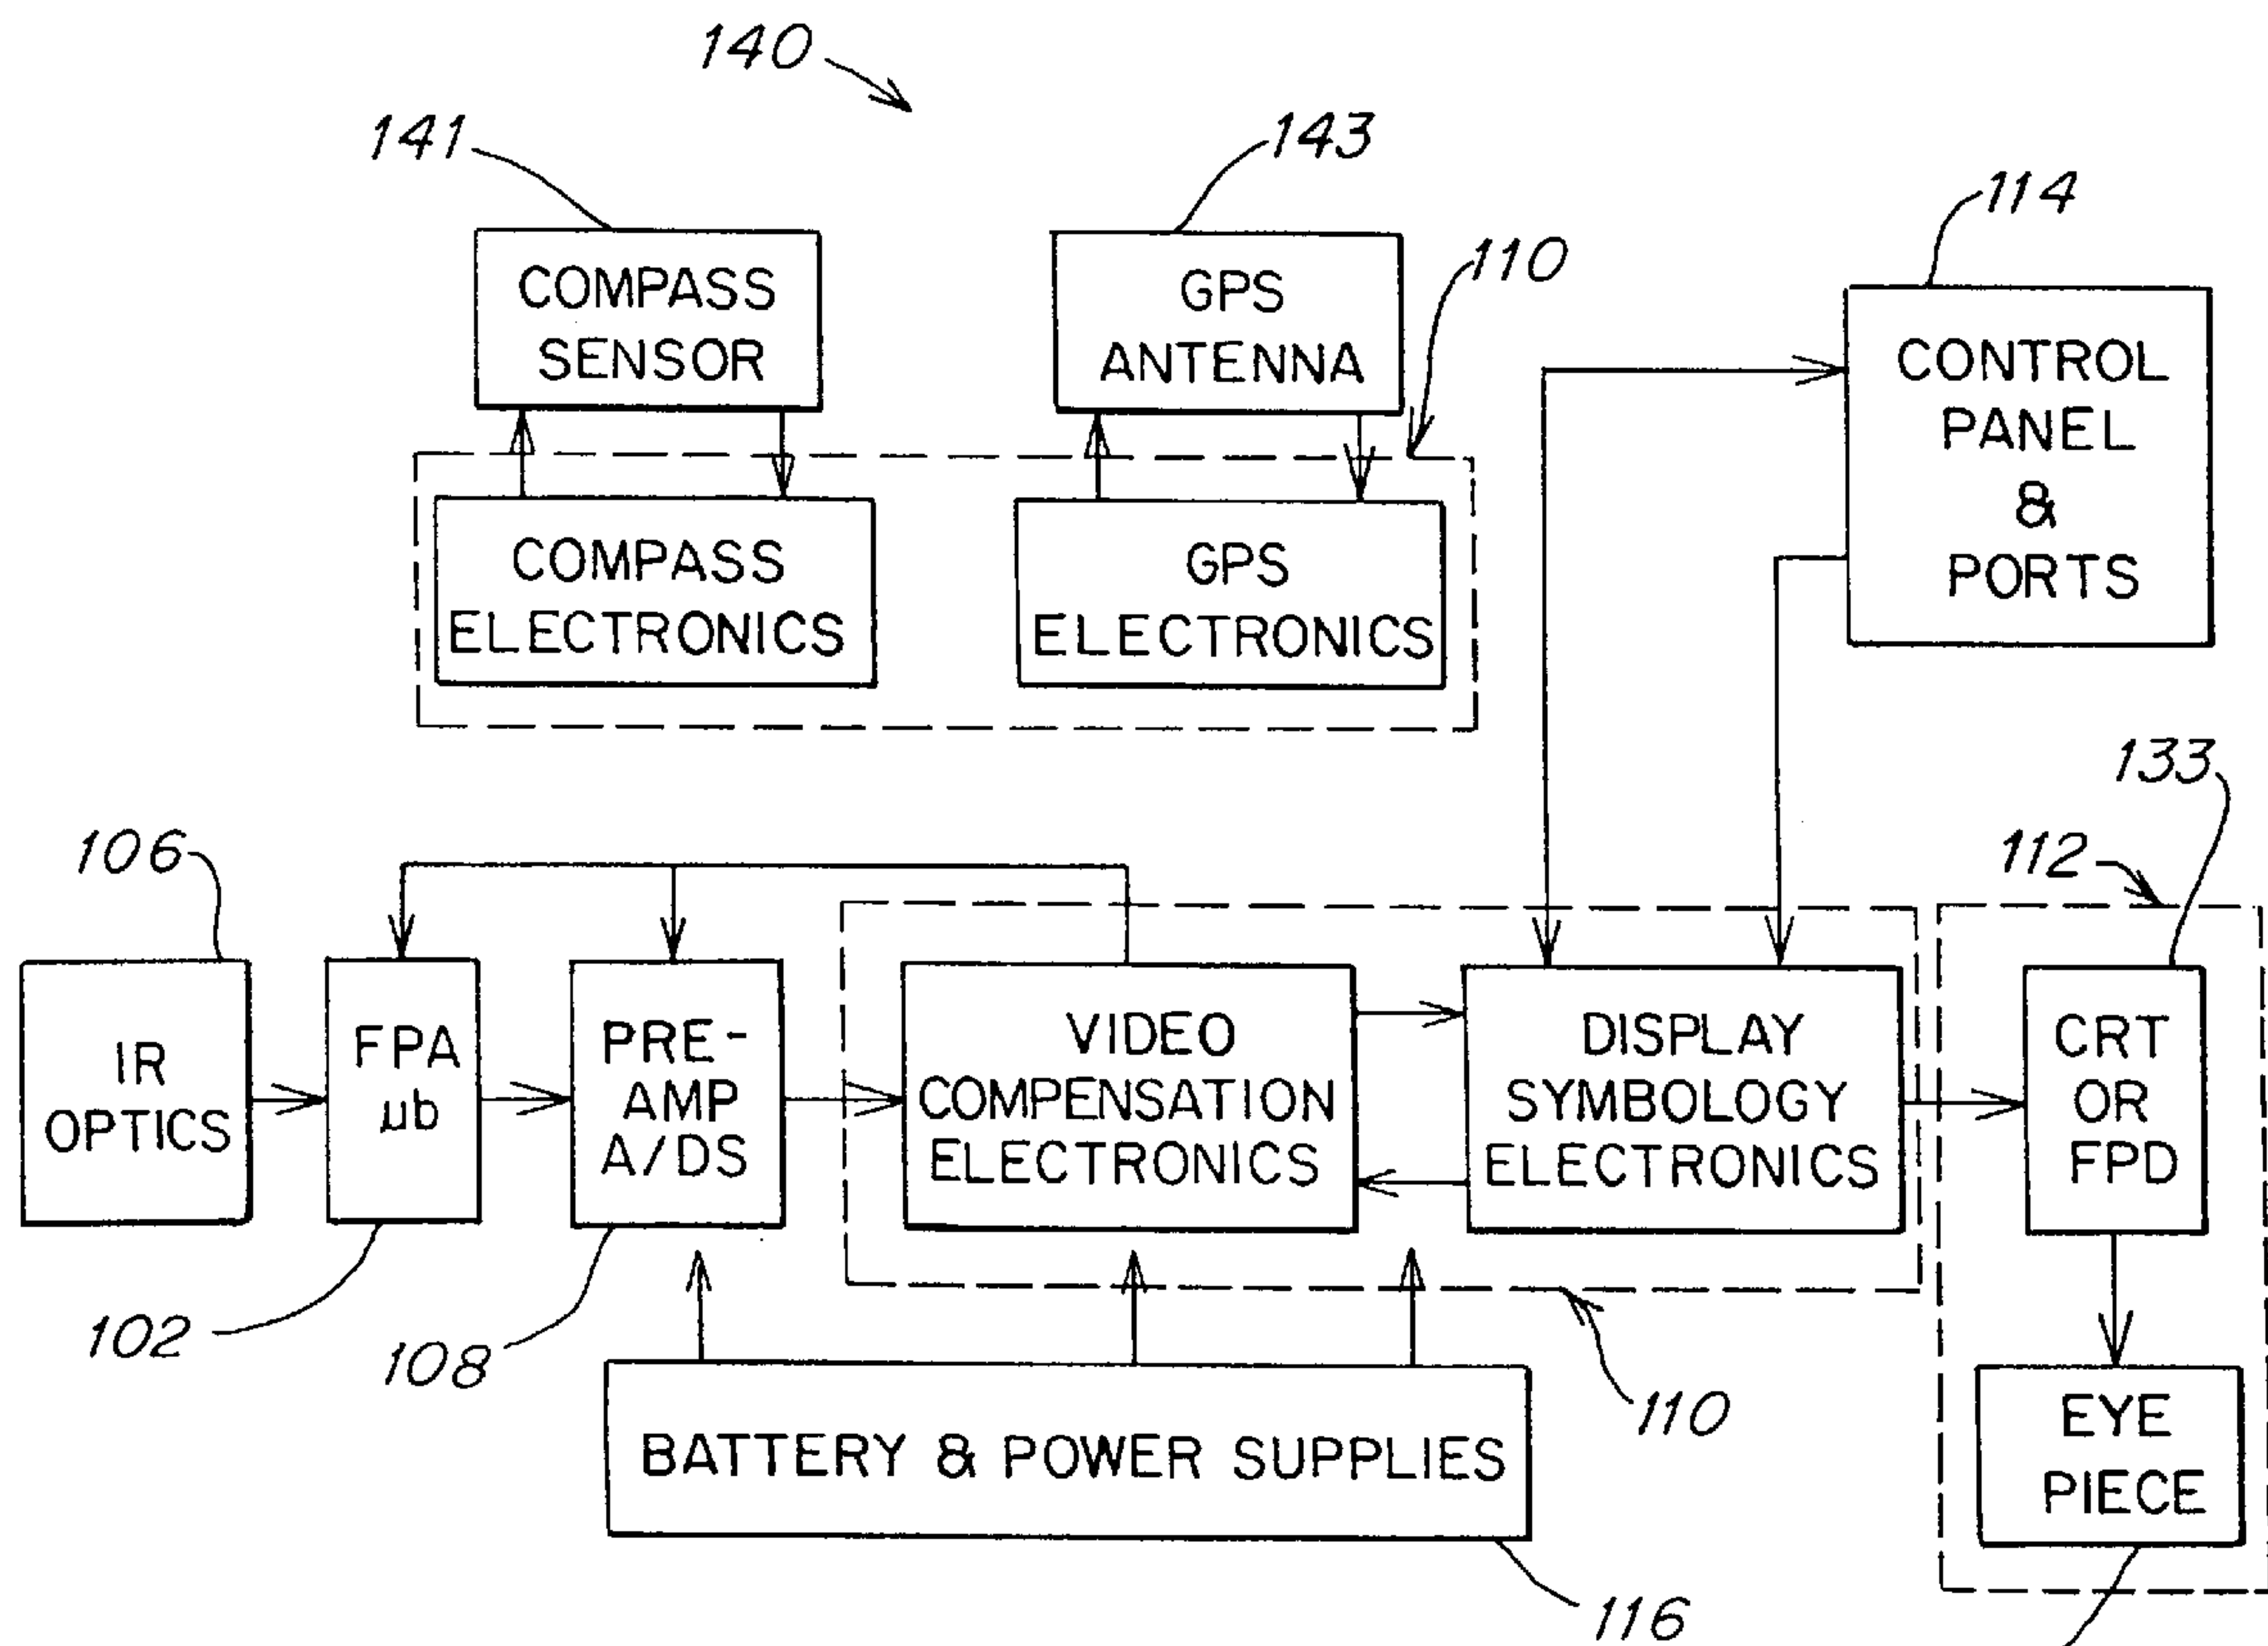 140
141
143
114
COMPASS
SENSOR
GPS
ANTENNA
110
CONTROL
PANEL
&
PORTS
COMPASS
ELECTRONICS
GPS
ELECTRONICS
133
106
112
IR
OPTICS
FPA
µb
PRE-
AMP
A/DS
VIDEO
COMPENSATION
ELECTRONICS
DISPLAY
SYMBOLOGY
ELECTRONICS
CRT
OR
FPD
102
108
110
BATTERY & POWER SUPPLIES
EYE
PIECE
116